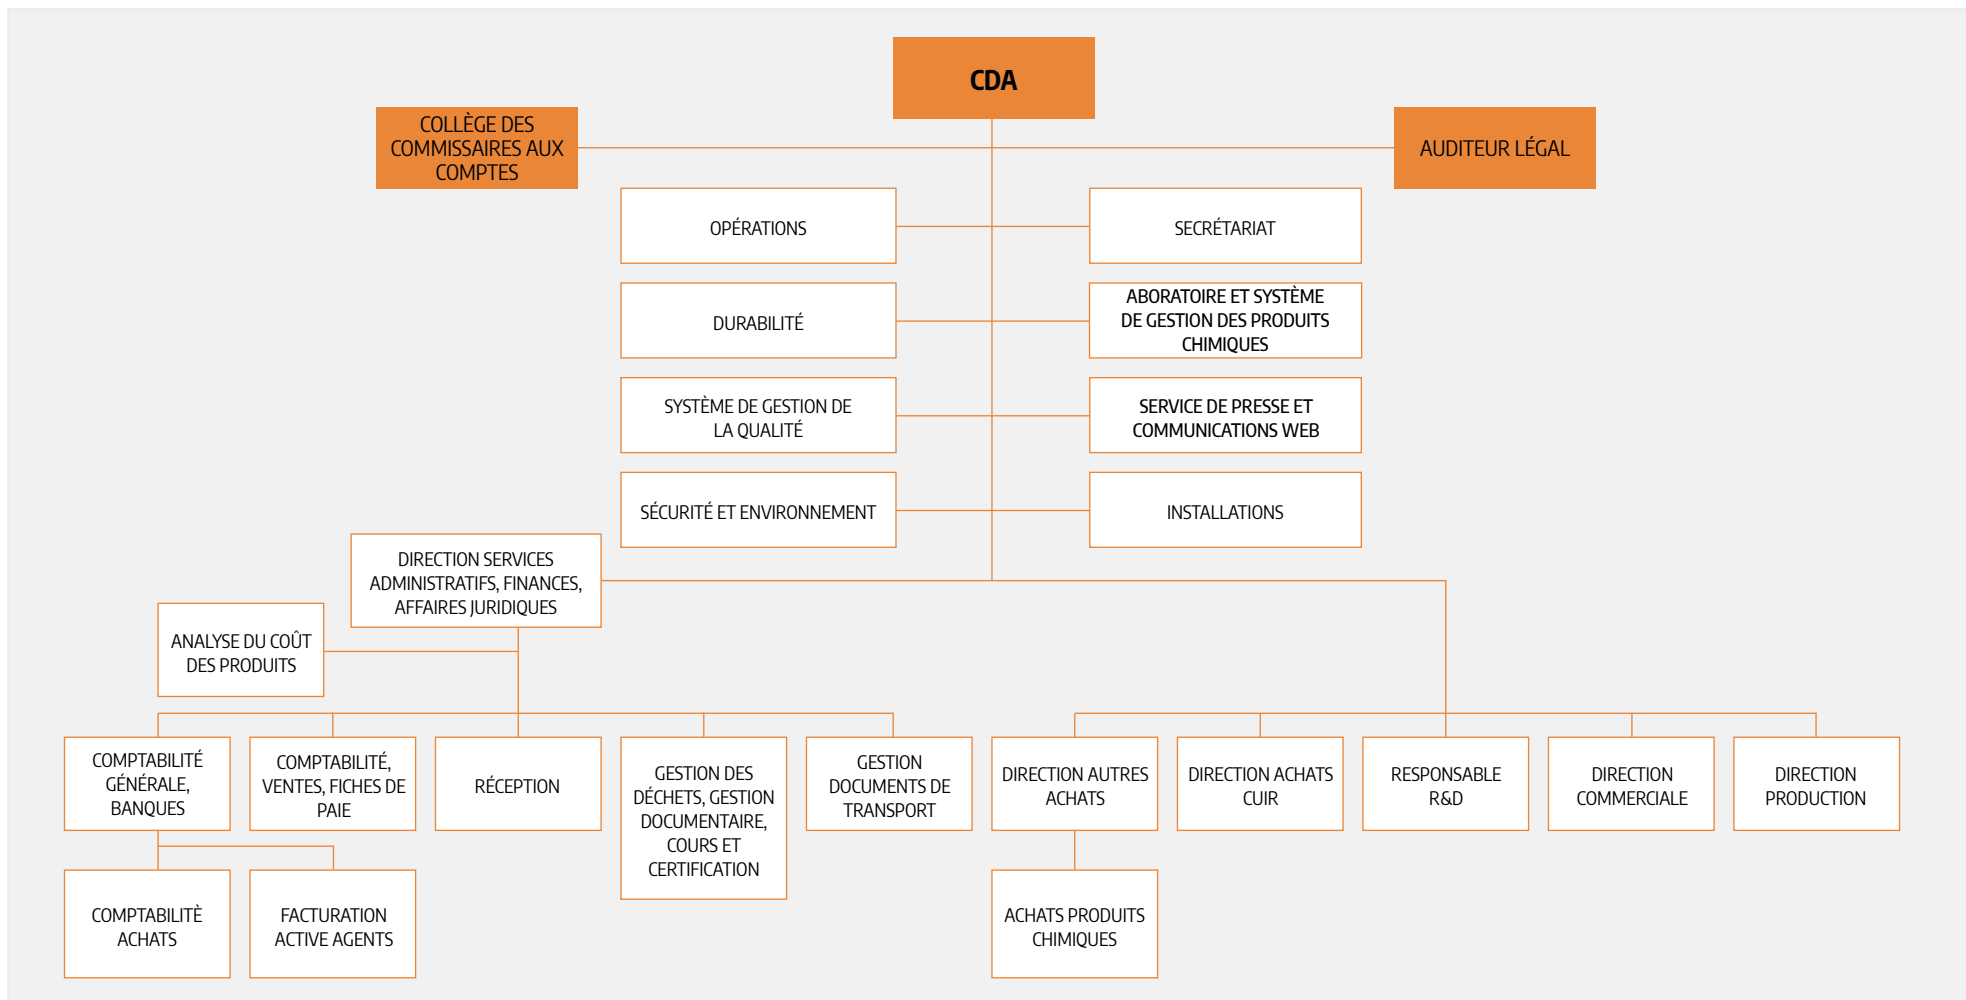 CDA
COLLÈGE DES
COMMISSAIRES AUX
COMPTES
AUDITEUR LÉGAL
OPÉRATIONS
SECRÉTARIAT
DURABILITÉ
ABORATOIRE ET SYSTÈME
DE GESTION DES PRODUITS
CHIMIQUES
SYSTÈME DE GESTION DE
LA QUALITÉ
SERVICE DE PRESSE ET
COMMUNICATIONS WEB
SÉCURITÉ ET ENVIRONNEMENT
INSTALLATIONS
DIRECTION SERVICES
ADMINISTRATIFS, FINANCES,
AFFAIRES JURIDIQUES
ANALYSE DU COÛT
DES PRODUITS
COMPTABILITÉ
GÉNÉRALE,
BANQUES
COMPTABILITÉ,
VENTES, FICHES DE
PAIE
RÉCEPTION
GESTION DES
DÉCHETS, GESTION
DOCUMENTAIRE,
COURS ET
CERTIFICATION
GESTION
DOCUMENTS DE
TRANSPORT
DIRECTION AUTRES
ACHATS
DIRECTION ACHATS
CUIR
RESPONSABLE
R&D
DIRECTION
COMMERCIALE
DIRECTION
PRODUCTION
COMPTABILITÈ
ACHATS
FACTURATION
ACTIVE AGENTS
ACHATS PRODUITS
CHIMIQUES